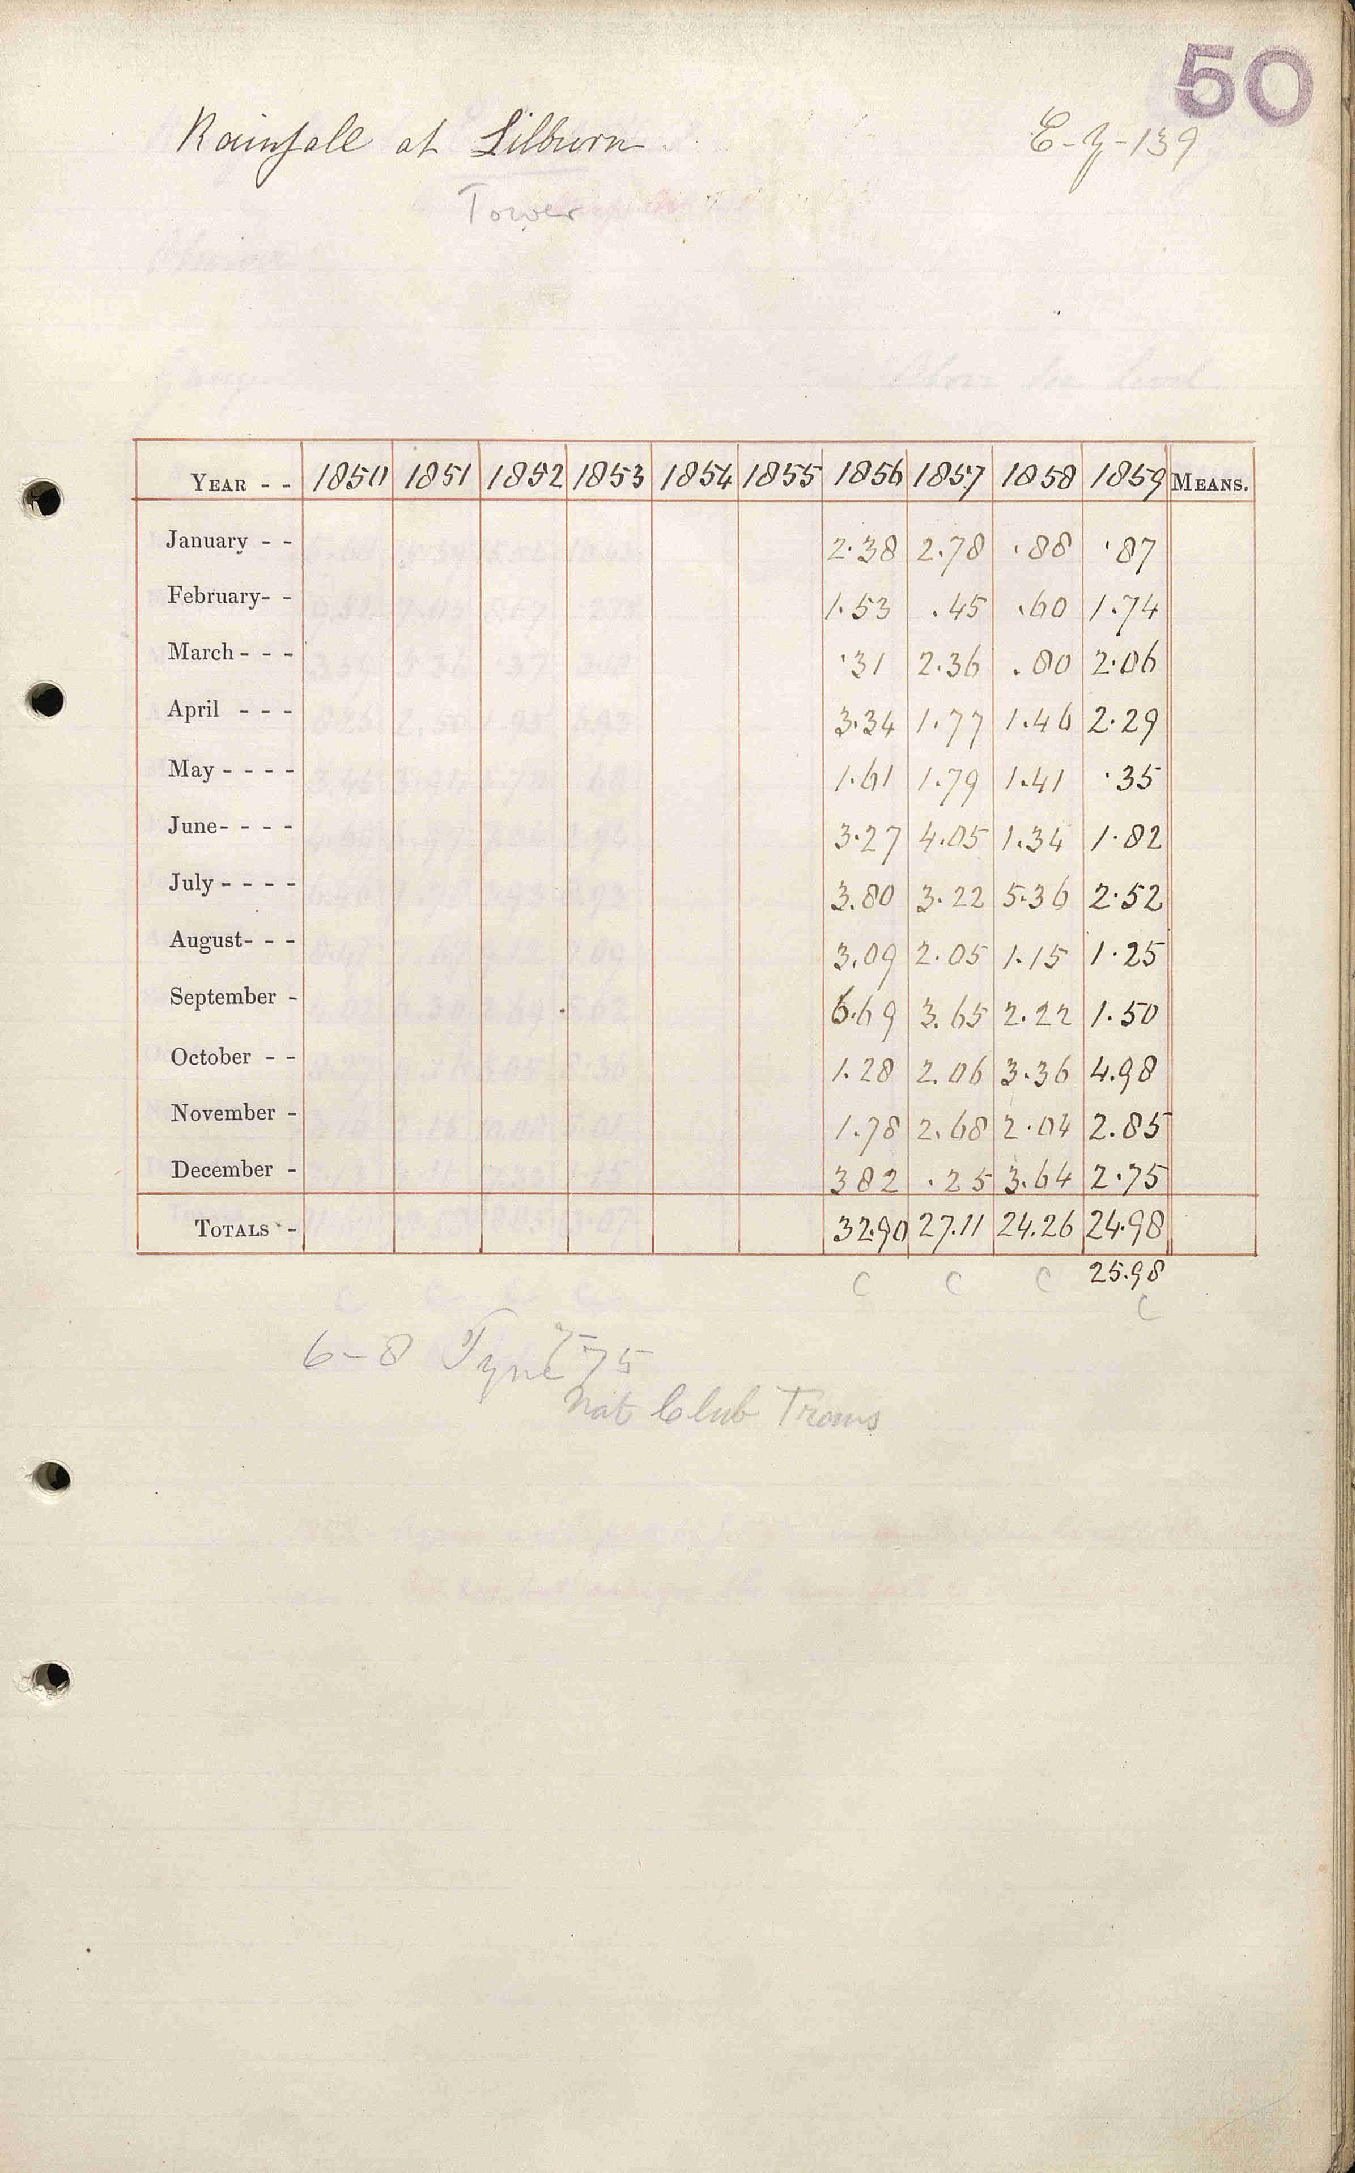 50
Rainfall at Lilburn E-Z-139
Tower
YEAR - - 1850 1851 1852 1853 1854 1855 1856 1857 1858 1859 MEANS.
January - - 2.38 2.78 .88 .87
February- - 1.53 .45 .60 1.74
March - - - .31 2.36 .80 2.06
April - - - 3.34 1.77 1.46 2.29
May - - - - 1.61 1.79 1.41 .35
June- - - - 3.27 4.05 1.34 1.82
July - - - - 3.80 3.22 5.36 2.52
August- - - 3.09 2.05 1.15 1.25
September - 6.69 3.65 2.22 1.50
October - - 1.28 2.06 3.36 4.98
November - 1.78 2.68 2.04 2.85
December - 3 82 .25 3.64 2.75
TOTALS - 32.90 27.11 24.26 24.98
C C C 25.98
C
6-8 Tyne 75
Nat Club Trans